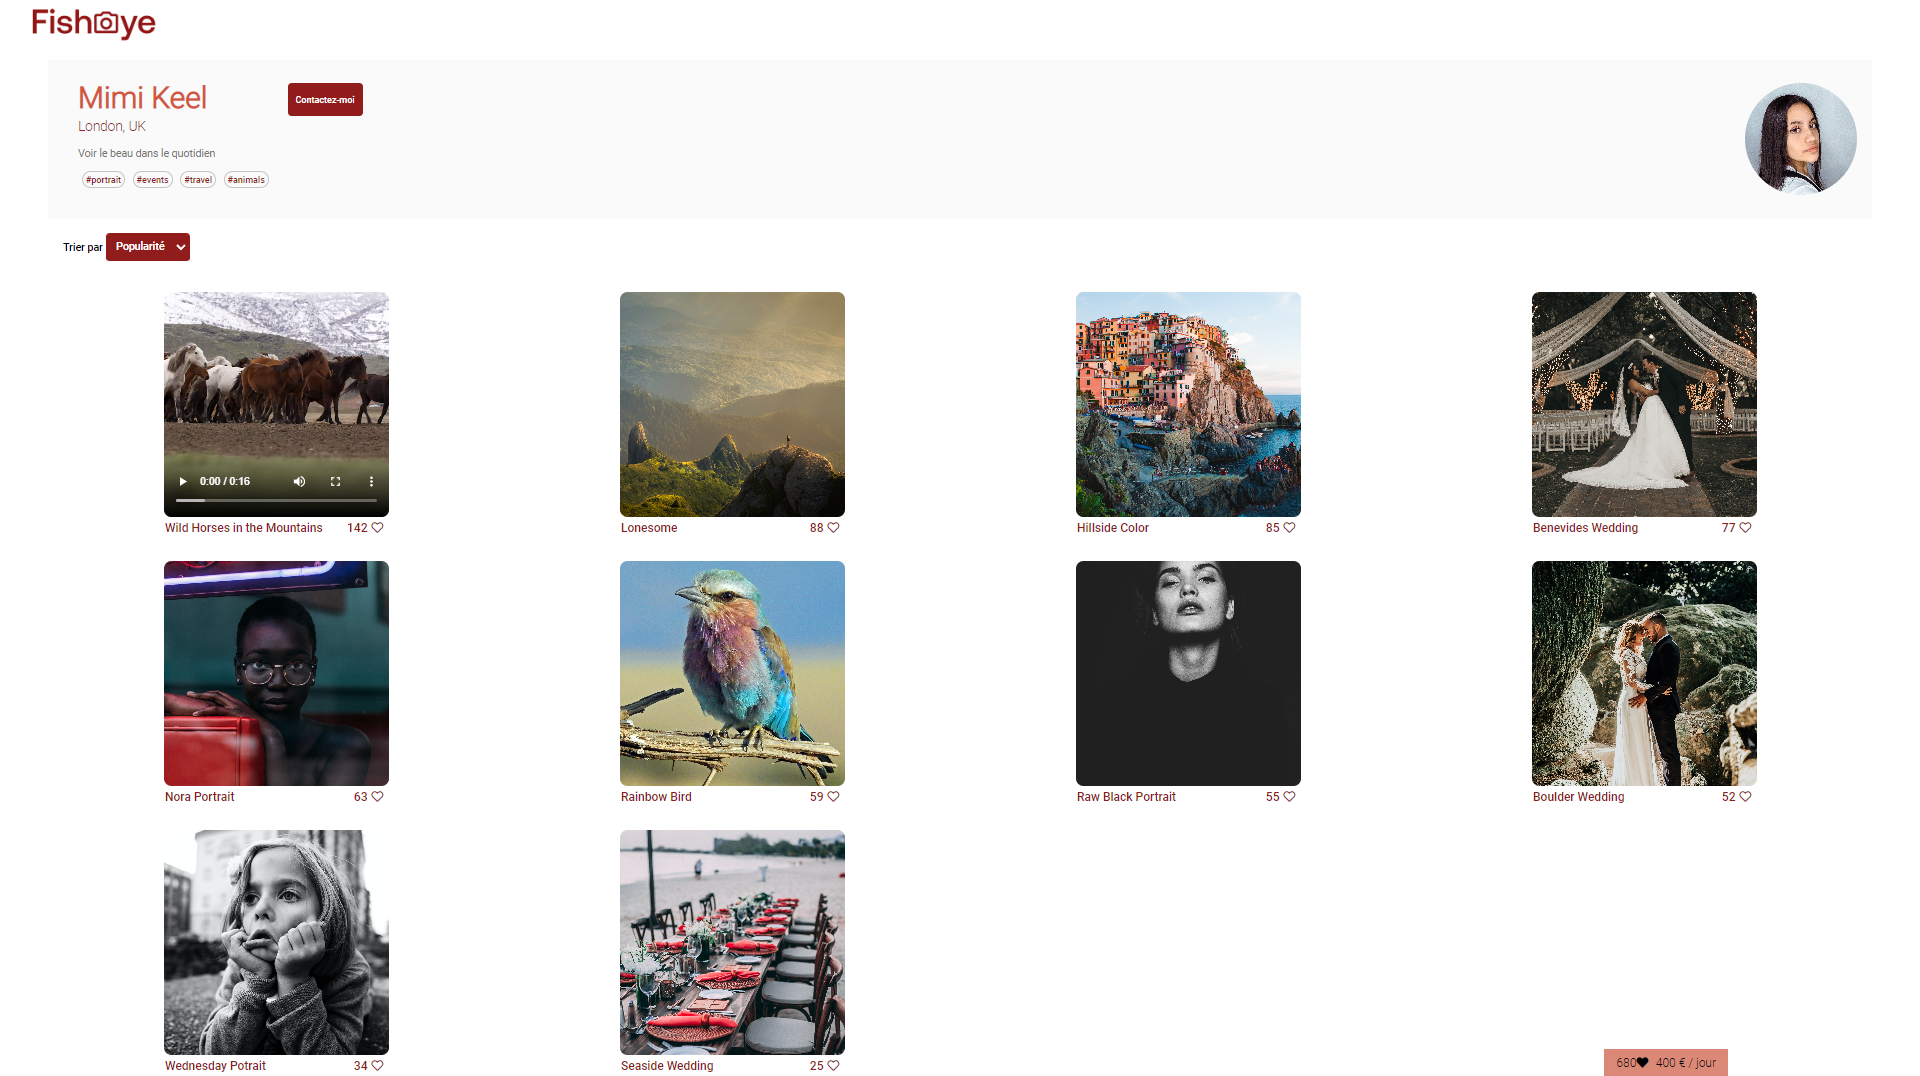 Fisheye
Mimi Keel
Contactez-moi
London, UK
Voir le beau dans le quotidien
#portrait #events #travel #animals
Trier par Popularité
0:00 / 0:16
Wild Horses in the Mountains 142
Lonesome 88
Hillside Color 85
Benevides Wedding 77
Nora Portrait 63
Rainbow Bird 59
Raw Black Portrait 55
Boulder Wedding 52
Wednesday Potrait 34
Seaside Wedding 25
680 400 € / jour